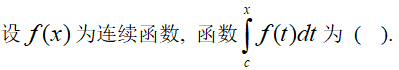 设 f(x) 为连续函数, 函数 ∫_c^x f(t)dt 为 ( ).